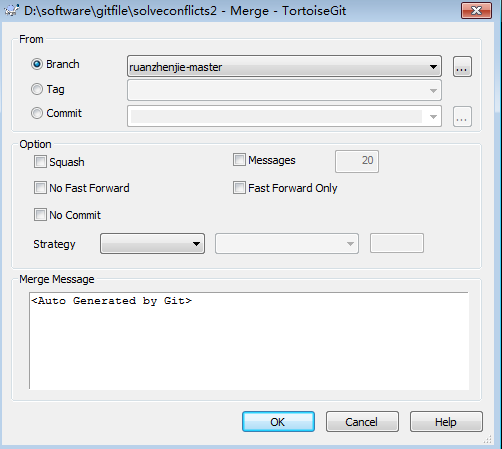 D:\software\gitfile\solveconflicts2 - Merge - TortoiseGit
From
Branch
ruanzhenjie-master
...
Tag
Commit
...
Option
Squash
Messages
20
No Fast Forward
Fast Forward Only
No Commit
Strategy
Merge Message
<Auto Generated by Git>
OK
Cancel
Help